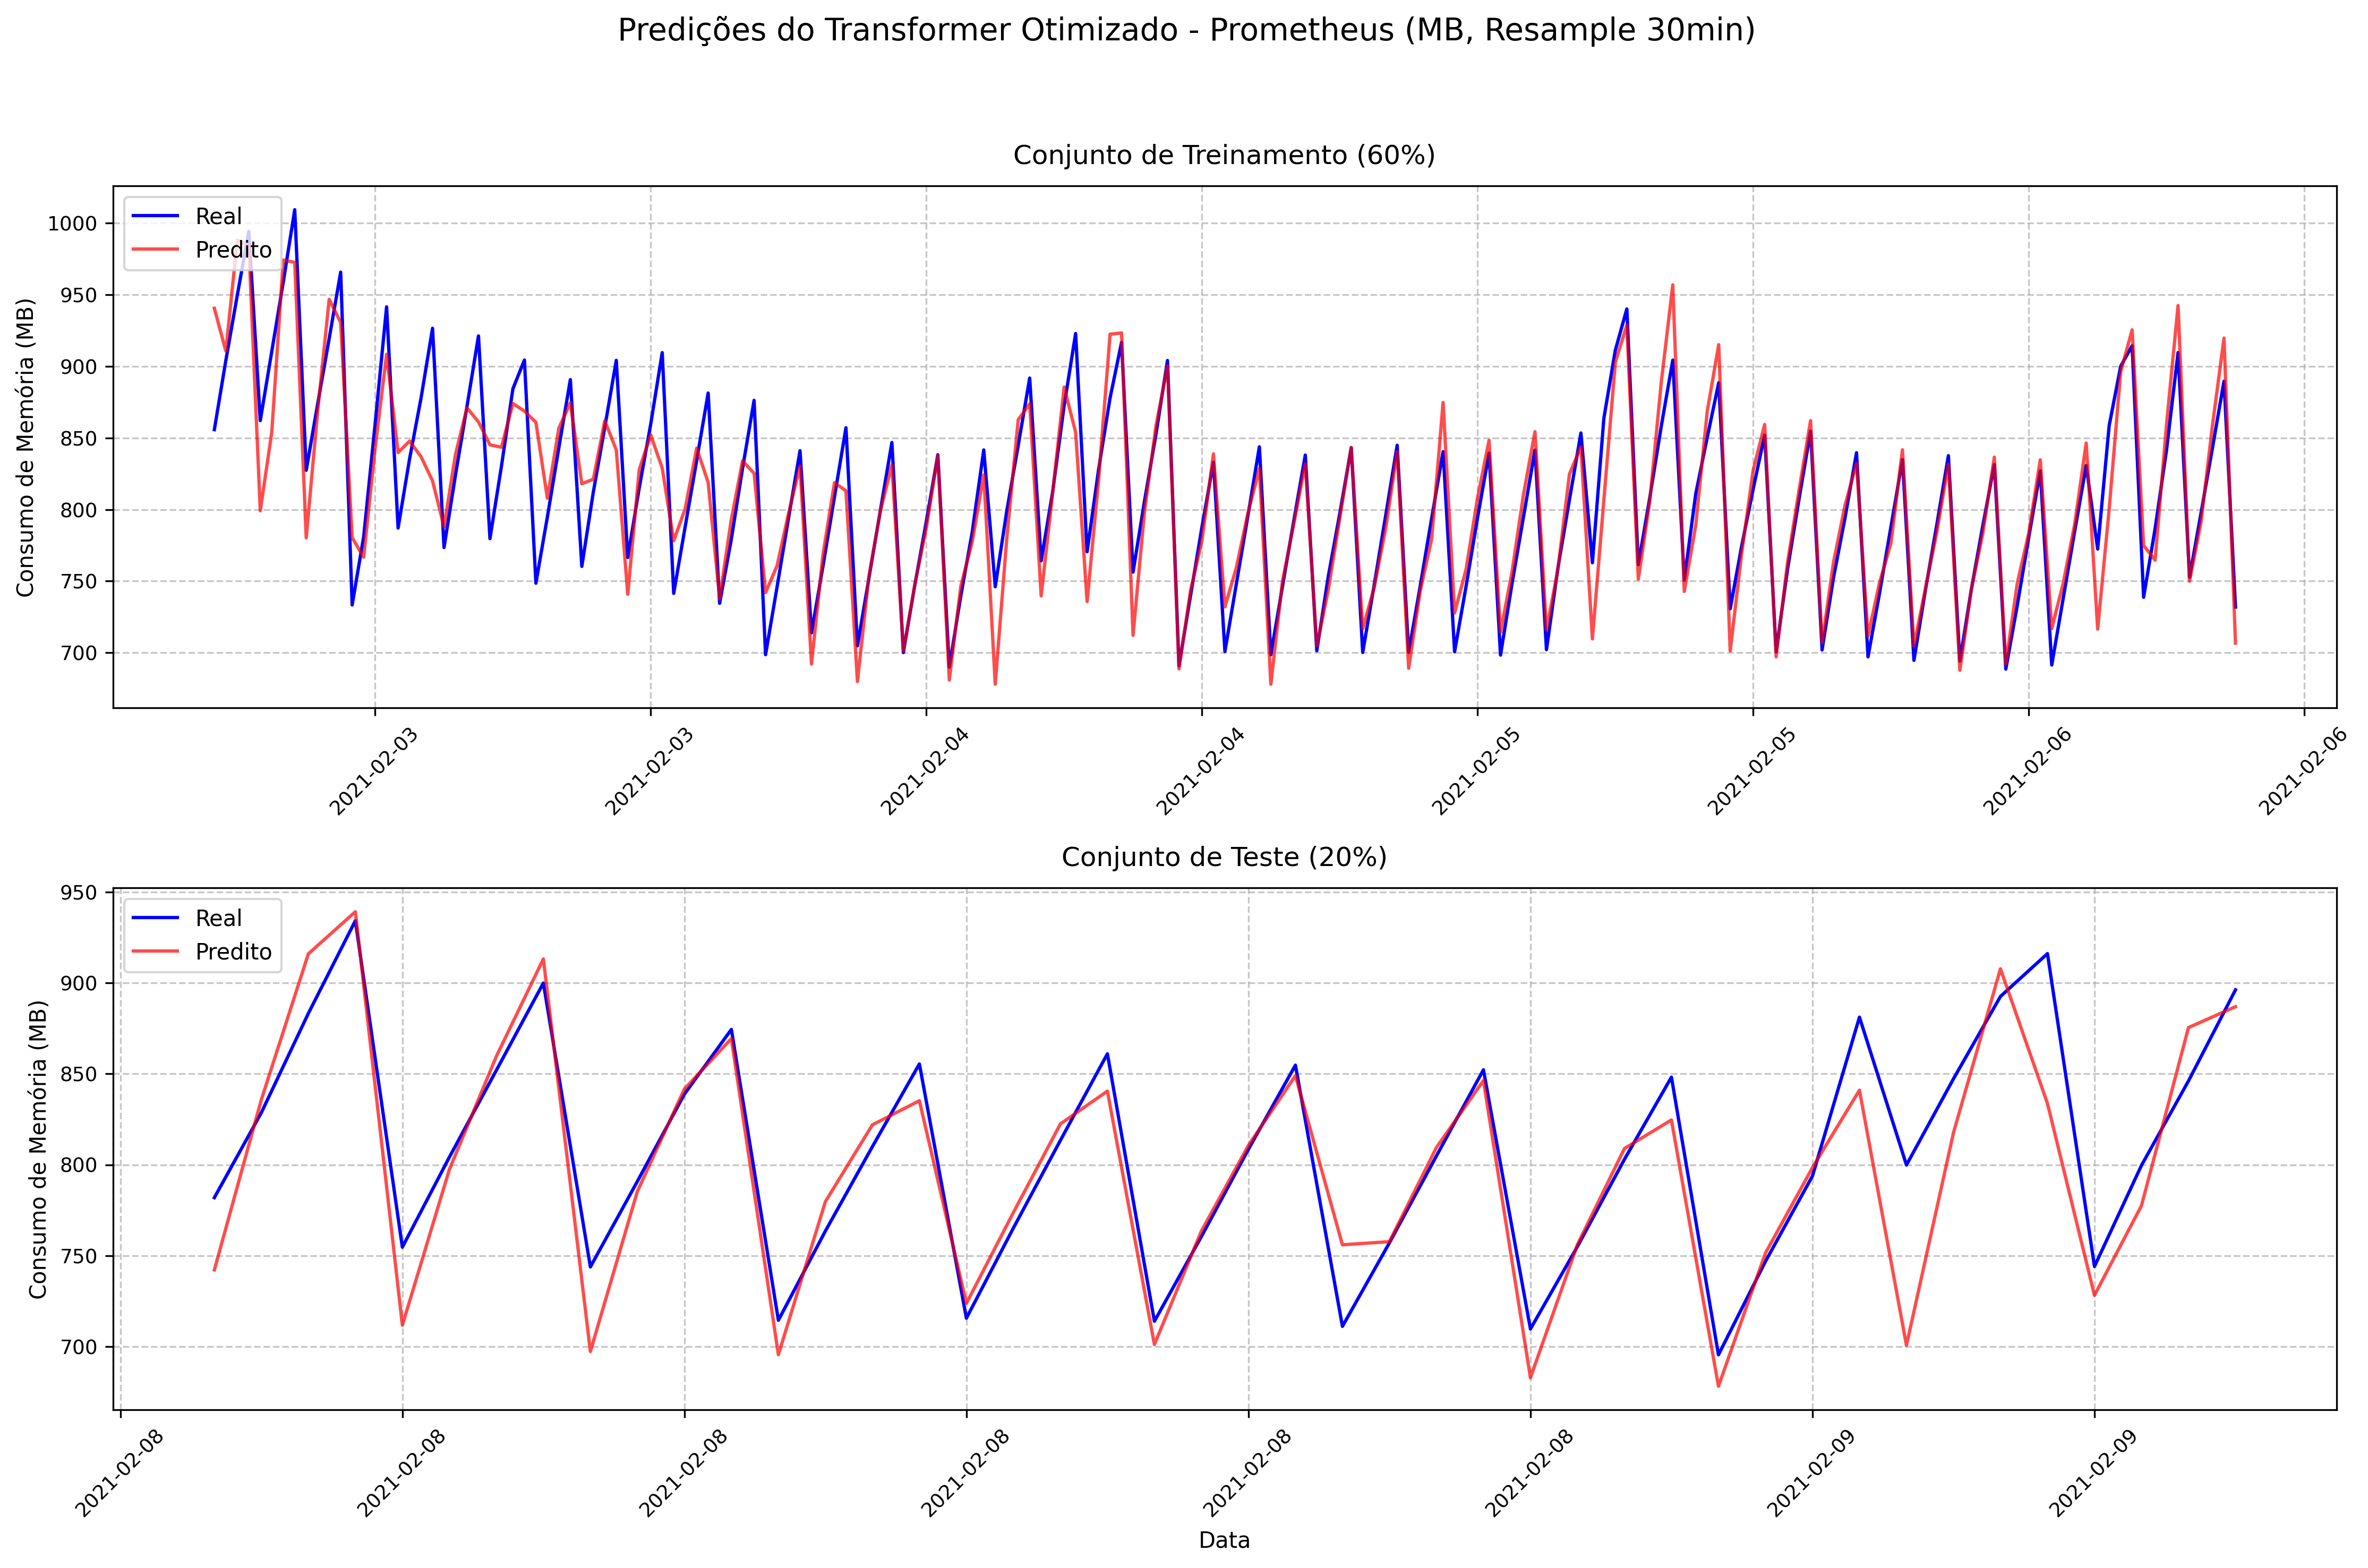 Predições do Transformer Otimizado - Prometheus (MB, Resample 30min)
Conjunto de Treinamento (60%)
Consumo de Memória (MB)
1000
950
900
850
800
750
700
Real
Predito
2021-02-03
2021-02-03
2021-02-04
2021-02-04
2021-02-05
2021-02-05
2021-02-06
2021-02-06
Conjunto de Teste (20%)
Consumo de Memória (MB)
950
900
850
800
750
700
Real
Predito
2021-02-08
2021-02-08
2021-02-08
2021-02-08
2021-02-08
2021-02-08
2021-02-09
2021-02-09
Data